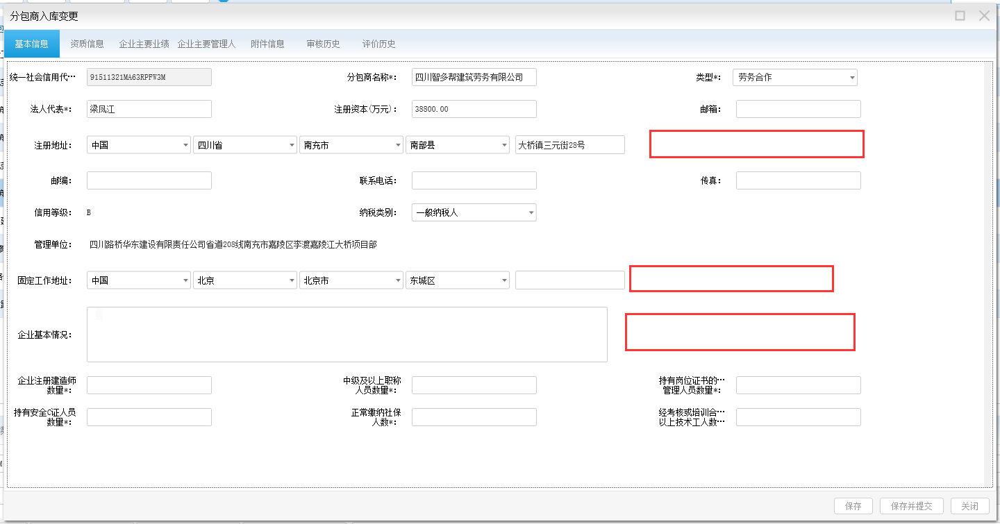 分包商入库变更
基本信息 资质信息 企业主要业绩 企业主要管理人 附件信息 审核历史 评价历史
统一社会信用代… 91511321MA63RPFW3M 分包商名称*: 四川智多帮建筑劳务有限公司 类型*: 劳务合作
法人代表*: 梁凤江 注册资本(万元): 38800.00 邮箱:
注册地址: 中国 四川省 南充市 南部县 大桥镇三元街28号
邮编: 联系电话: 传真:
信用等级: B 纳税类别: 一般纳税人
管理单位: 四川路桥华东建设有限责任公司省道208线南充市嘉陵区李渡嘉陵江大桥项目部
固定工作地址: 中国 北京 北京市 东城区
企业基本情况:
企业注册建造师
数量*:
中级及以上职称
人员数量*:
持有岗位证书的…
管理人员数量*:
持有安全C证人员
数量*:
正常缴纳社保
人数*:
经考核或培训合…
以上技术工人数…
保存 保存并提交 关闭